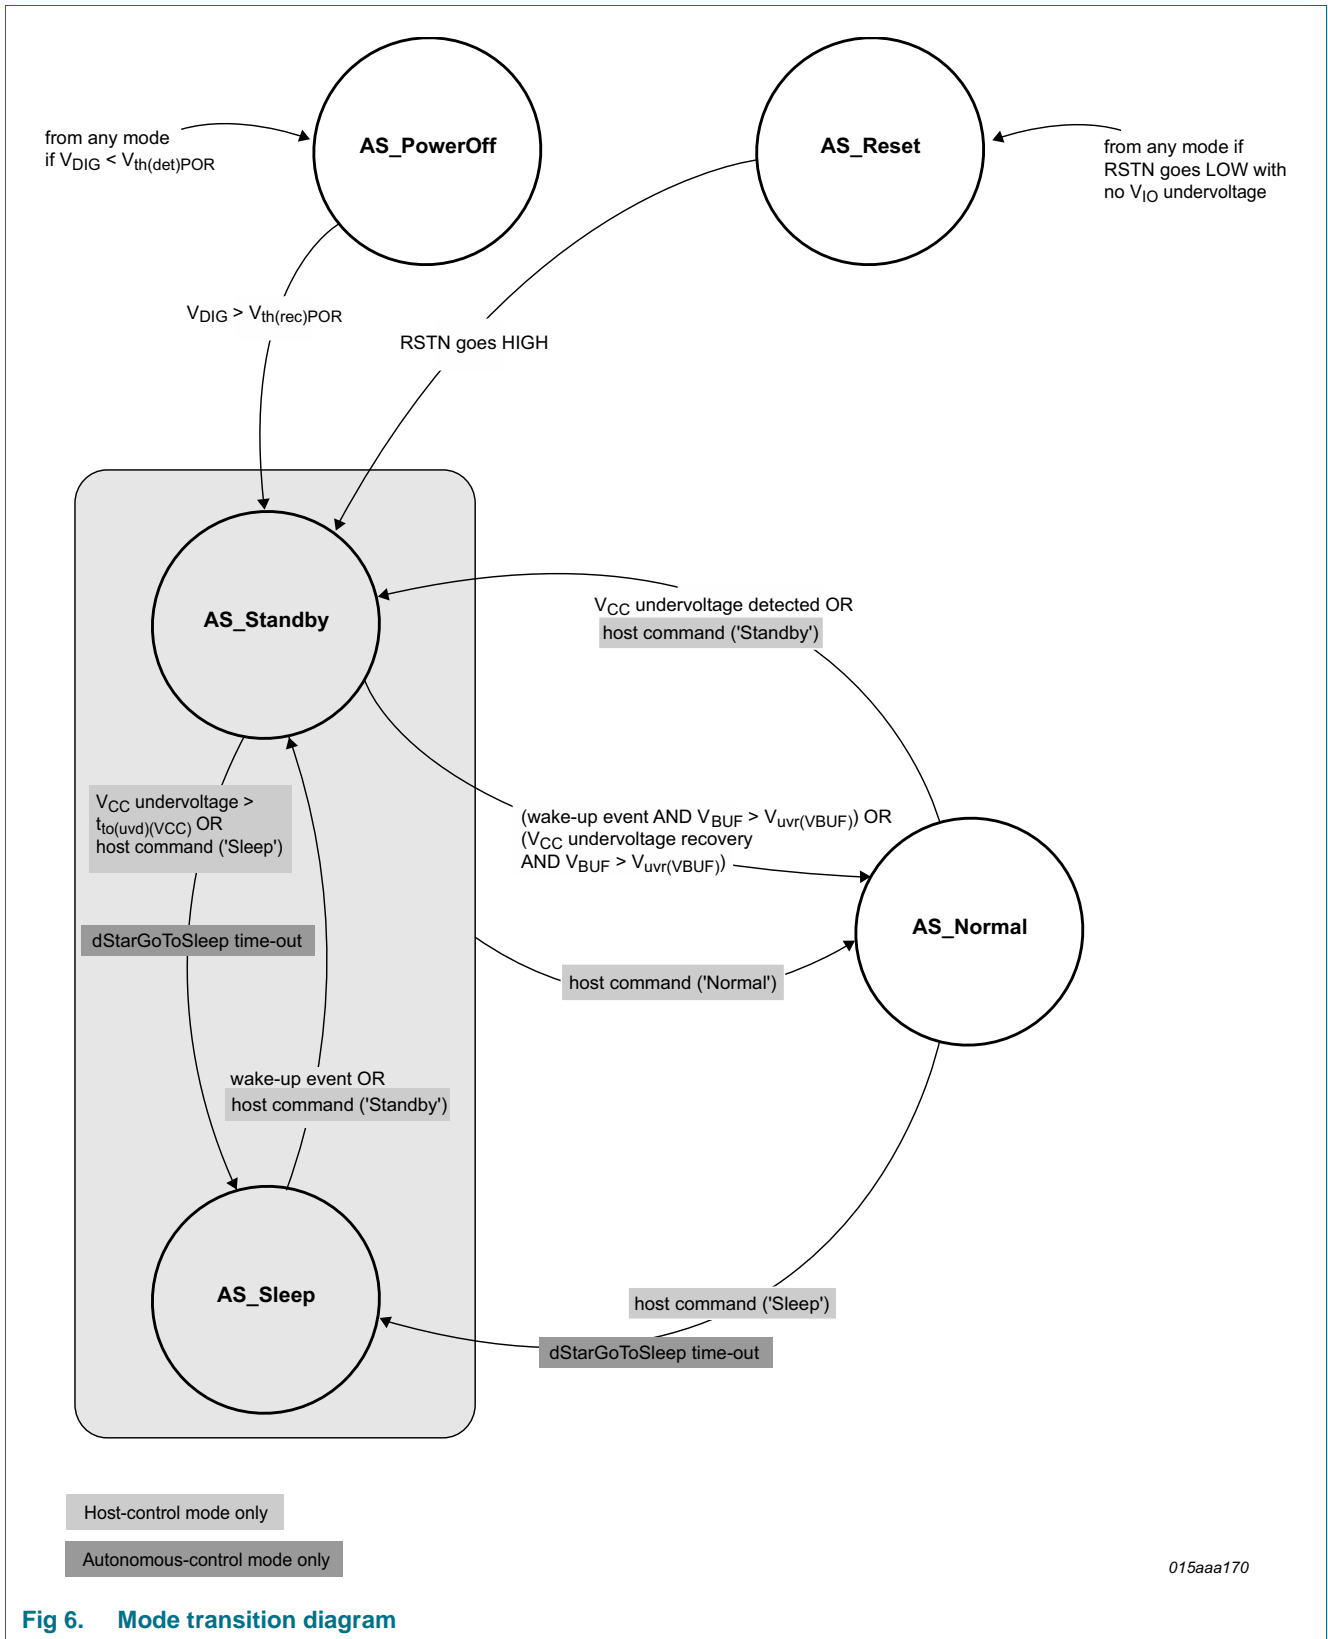 AS_PowerOff
AS_Reset
from any mode
if VDIG < Vth(det)POR
from any mode if
RSTN goes LOW with
no VIO undervoltage
VDIG > Vth(rec)POR
RSTN goes HIGH
AS_Standby
VCC undervoltage detected OR
host command ('Standby')
VCC undervoltage >
tto(uvd)(VCC) OR
host command ('Sleep')
(wake-up event AND VBUF > Vuvr(VBUF)) OR
(VCC undervoltage recovery
AND VBUF > Vuvr(VBUF))
AS_Normal
dStarGoToSleep time-out
host command ('Normal')
wake-up event OR
host command ('Standby')
AS_Sleep
host command ('Sleep')
dStarGoToSleep time-out
Host-control mode only
Autonomous-control mode only
015aaa170
Fig 6. Mode transition diagram